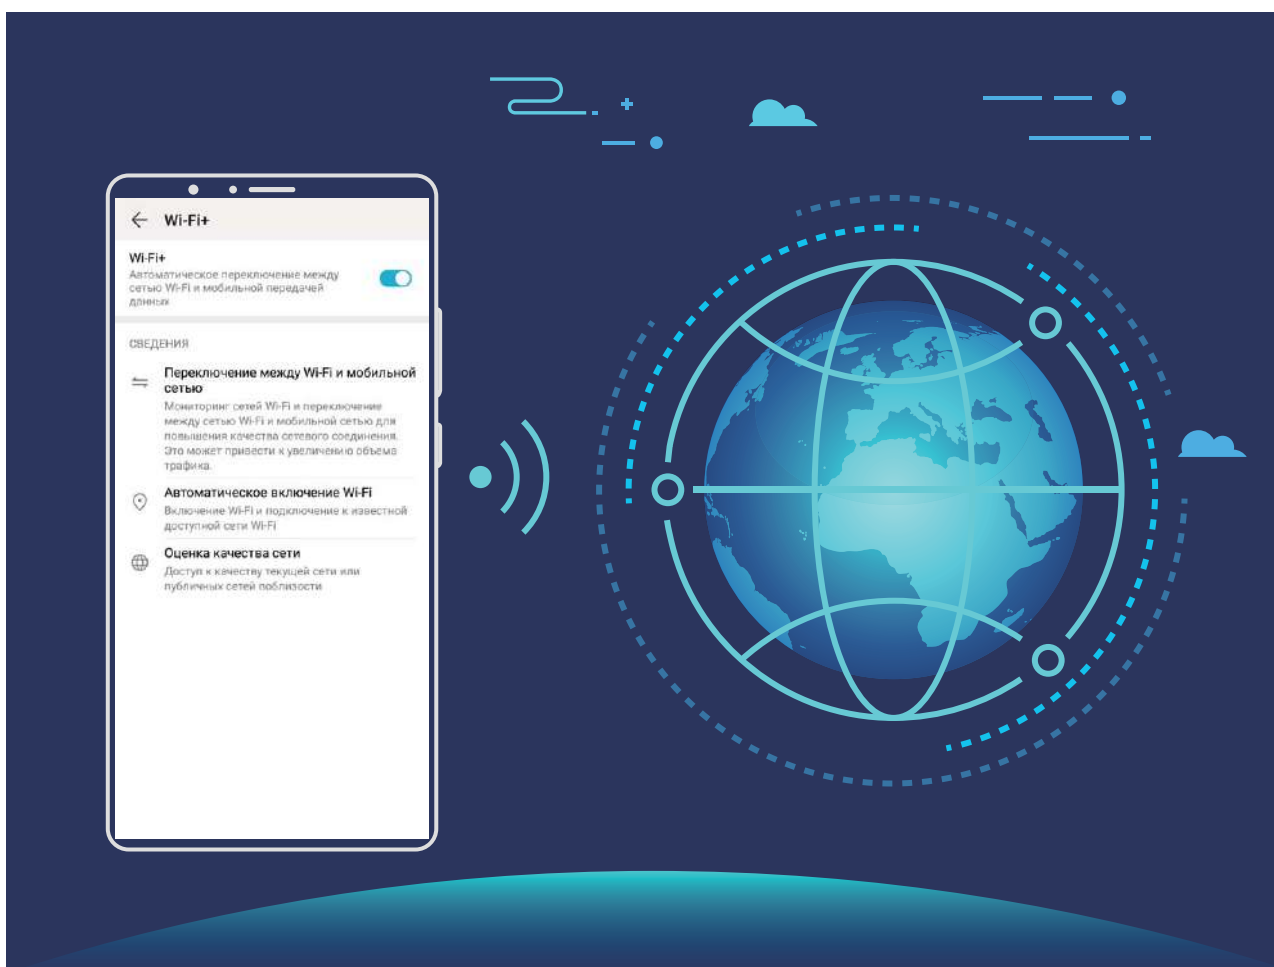 Wi-Fi+
Wi-Fi+
Автоматическое переключение между
сетью Wi-Fi и мобильной передачей
данных
СВЕДЕНИЯ
Переключение между Wi-Fi и мобильной
сетью
Мониторинг сетей Wi-Fi и переключение
между сетью Wi-Fi и мобильной сетью для
повышения качества сетевого соединения.
Это может привести к увеличению объема
трафика.
Автоматическое включение Wi-Fi
Включение Wi-Fi и подключение к известной
доступной сети Wi-Fi
Оценка качества сети
Доступ к качеству текущей сети или
публичных сетей поблизости